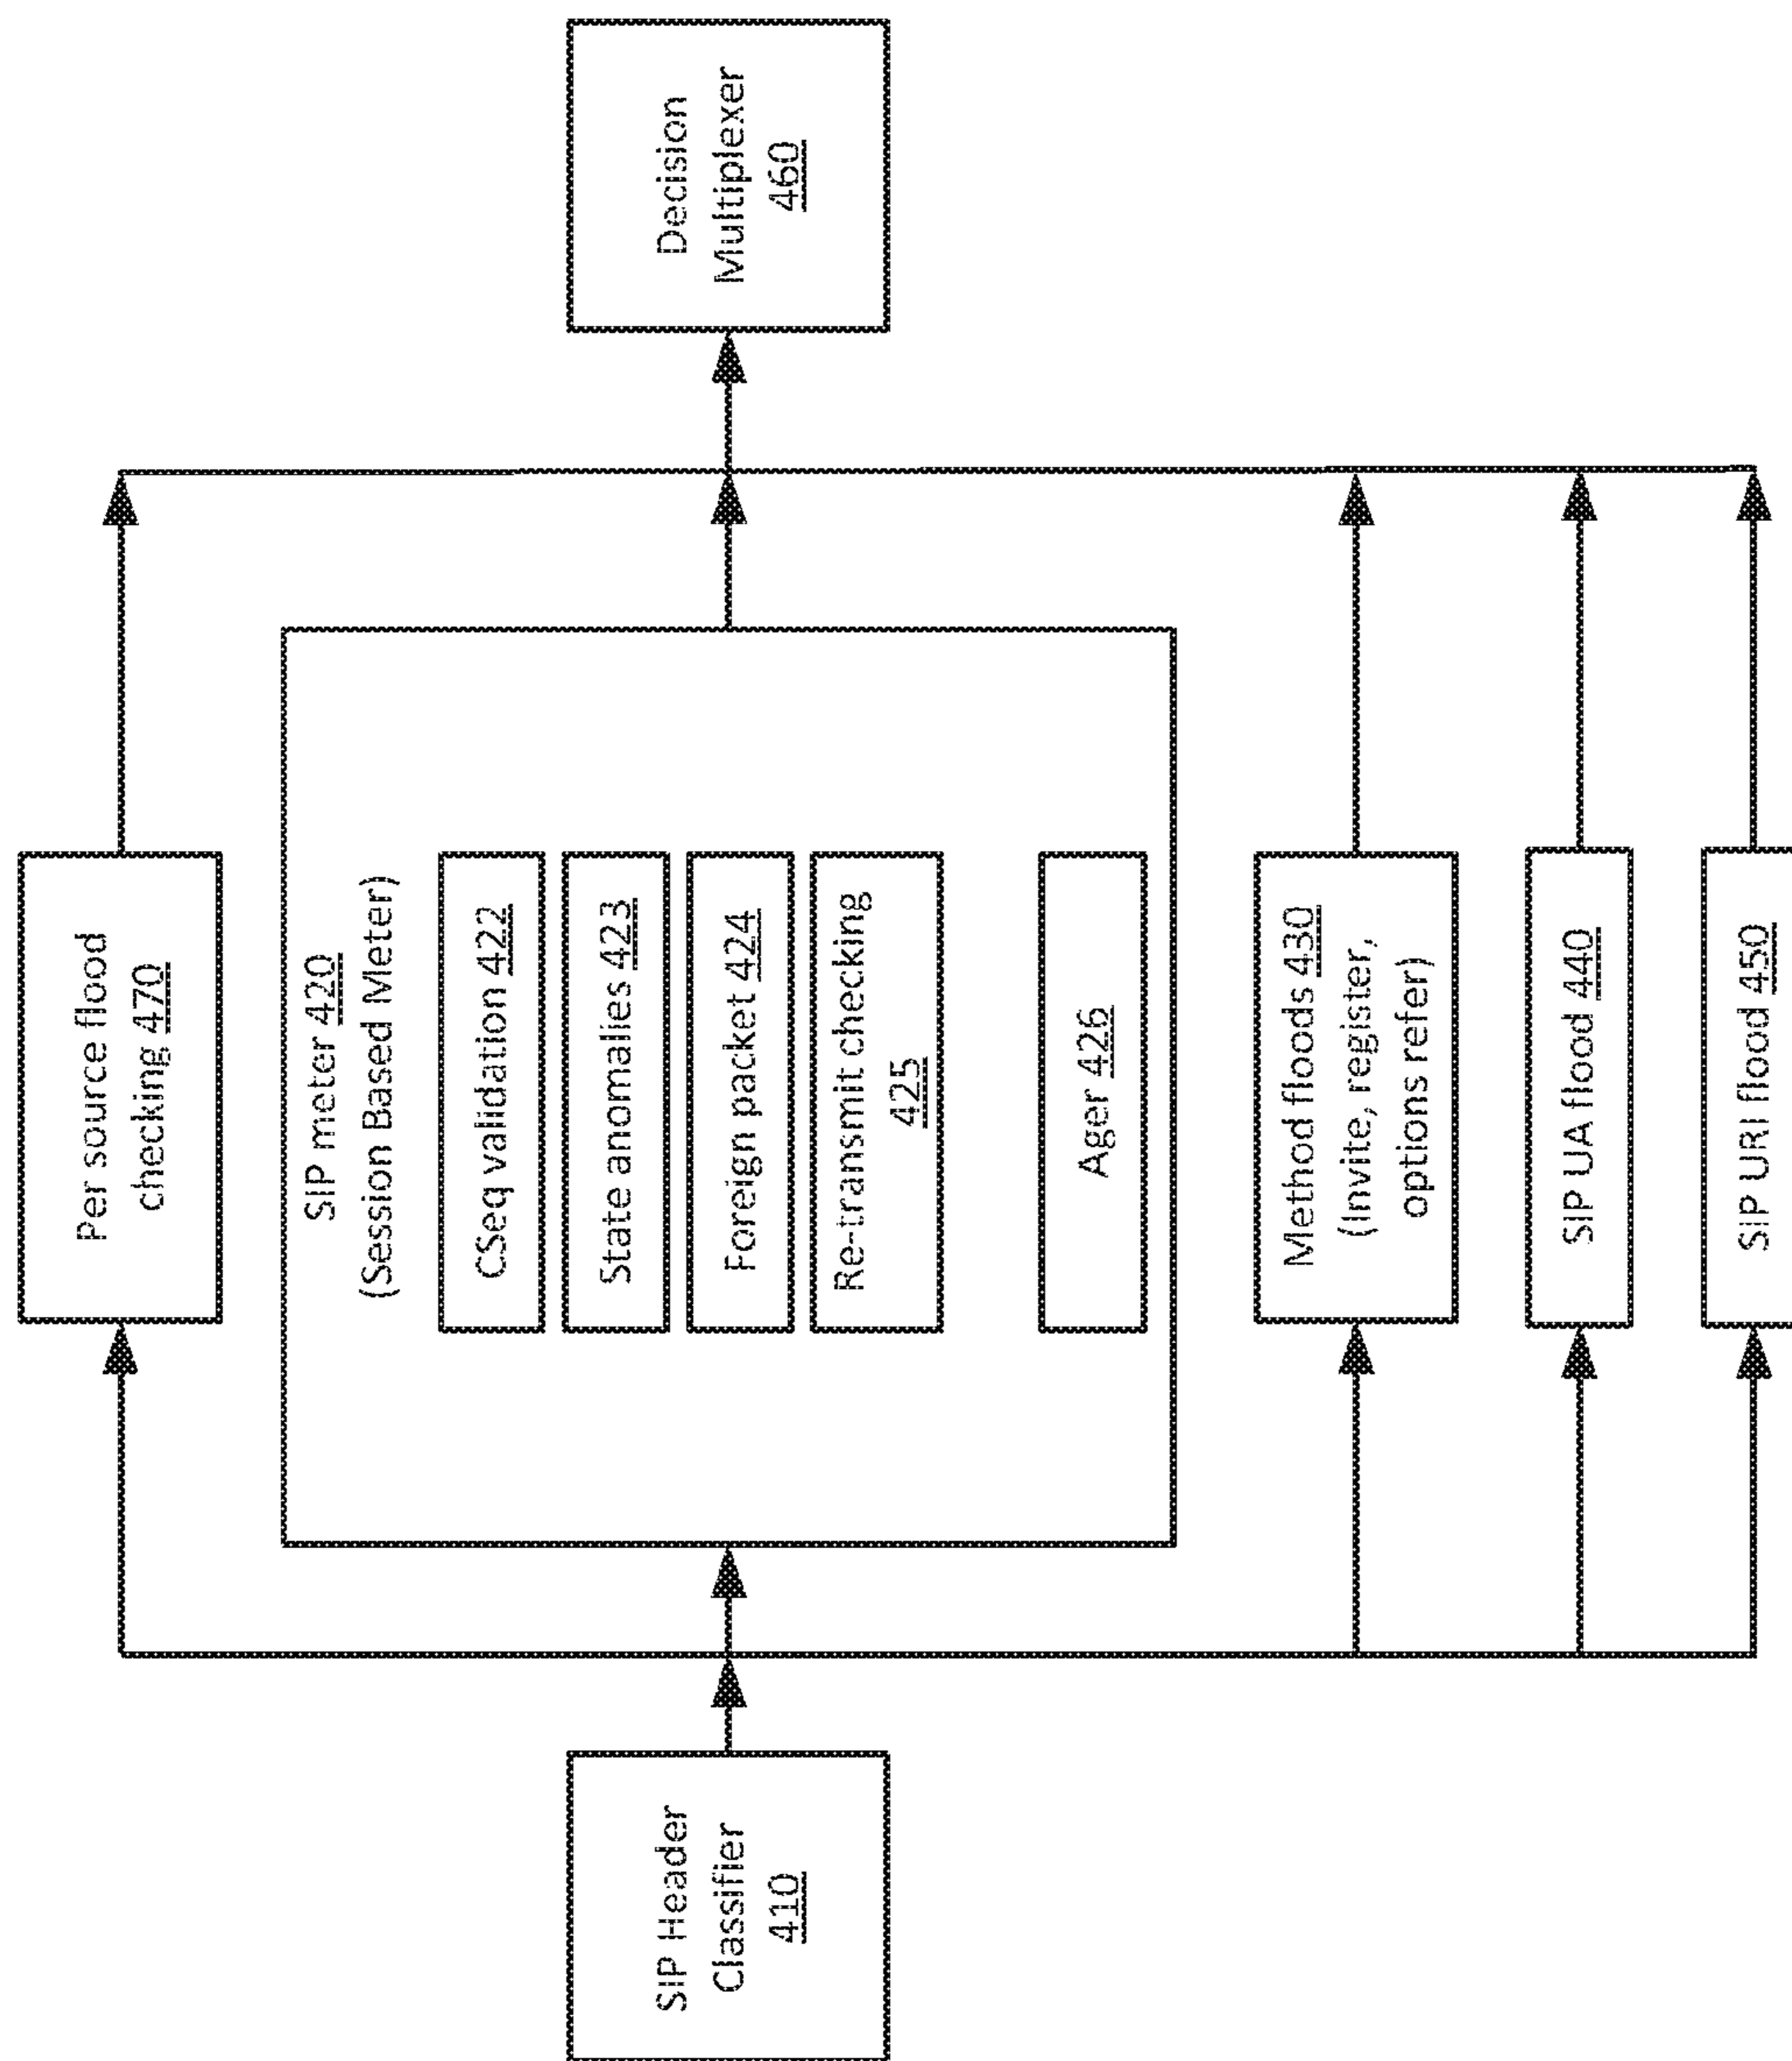 SIP Header
Classifier
410
Per source flood
checking 470
SIP meter 420
(Session Based Meter)
CSeq validation 422
State anomalies 423
Foreign packet 424
Re-transmit checking
425
Ager 426
Method floods 430
(Invite, register,
options refer)
SIP UA flood 440
SIP URI flood 450
Decision
Multiplexer
460